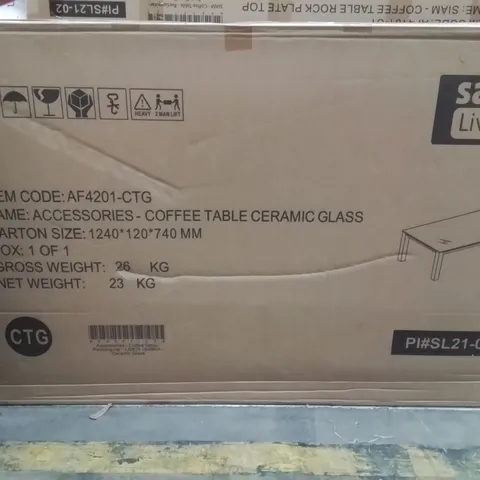 PI#SL21-02
COFFEE TABLE ROCK PLATE TOP
HEAVY 2 MAN LIFT
Liv
EM CODE: AF4201-CTG
AME: ACCESSORIES - COFFEE TABLE CERAMIC GLASS
ARTON SIZE: 1240*120*740 MM
OX: 1 OF 1
GROSS WEIGHT: 26 KG
NET WEIGHT: 23 KG
CTG
PI#SL21-0